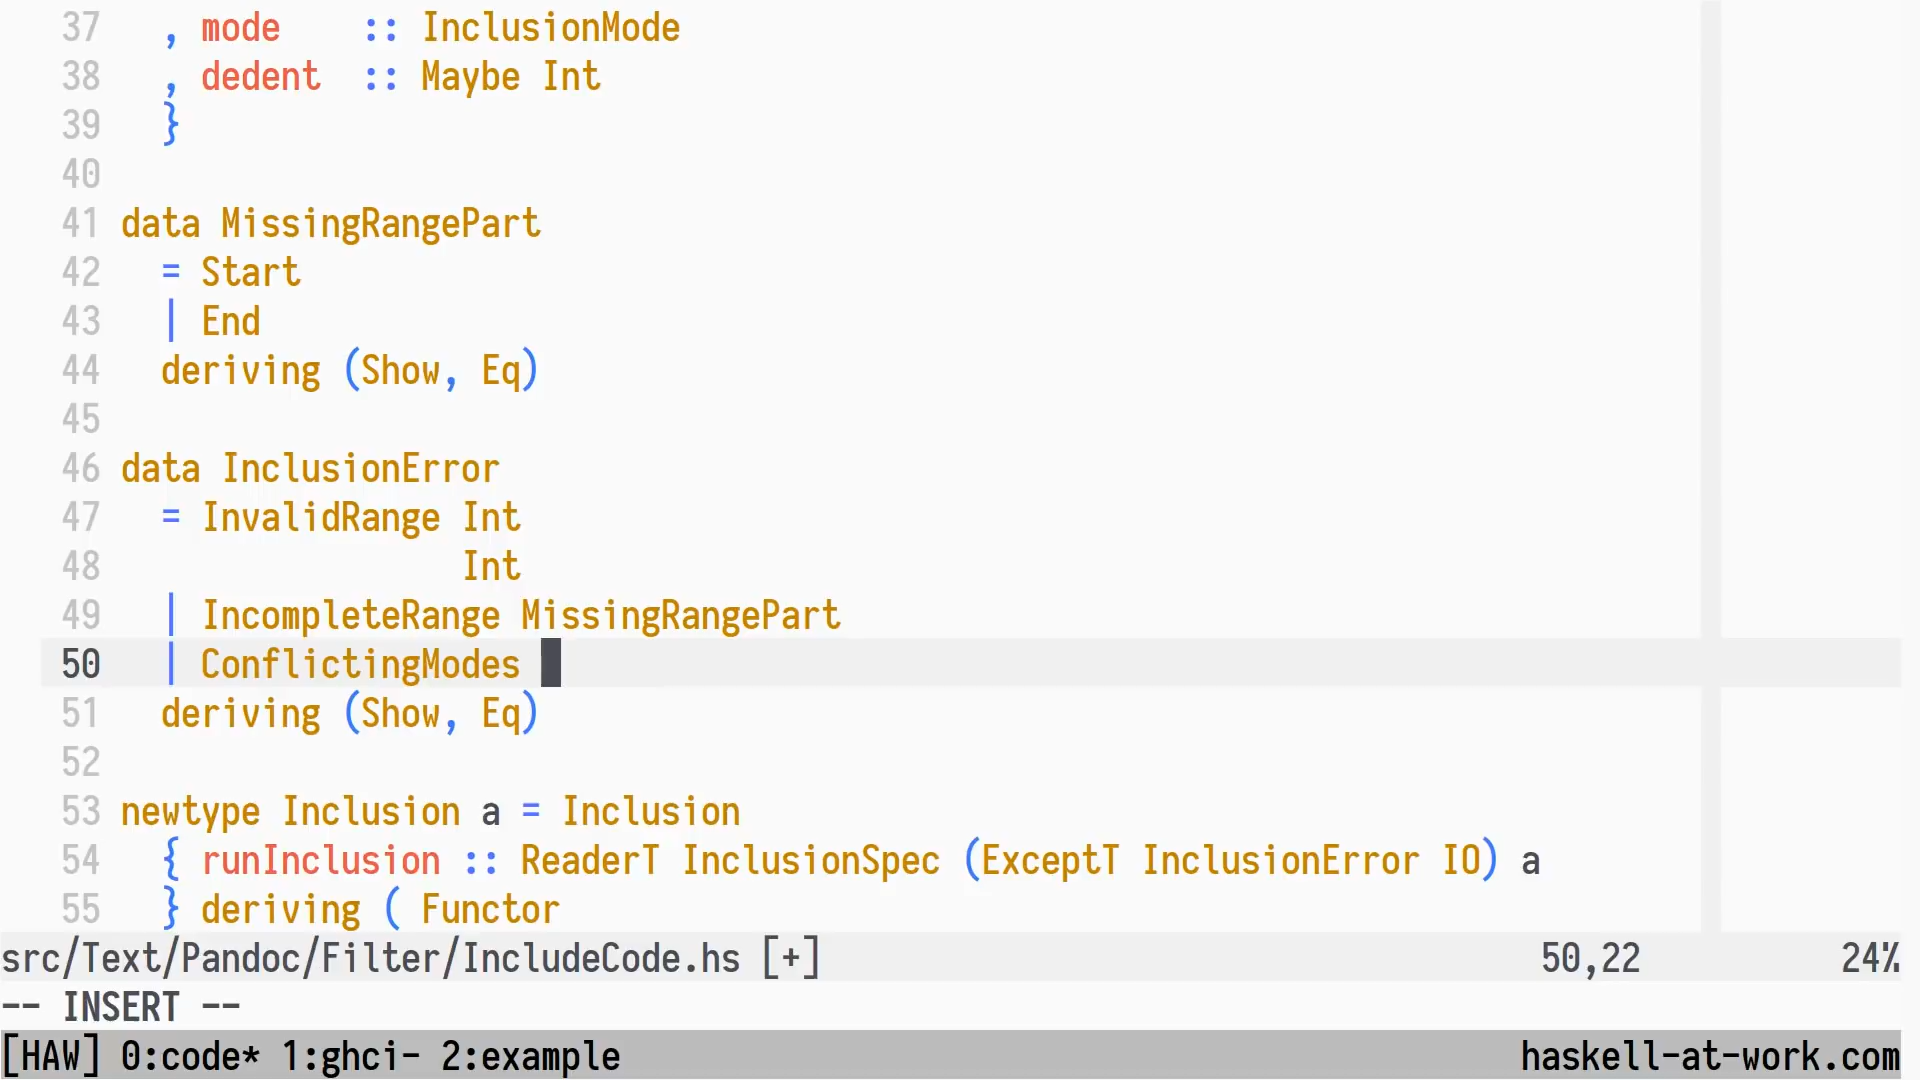 37   , mode    :: InclusionMode
38   , dedent  :: Maybe Int
39   }
40
41 data MissingRangePart
42   = Start
43   | End
44   deriving (Show, Eq)
45
46 data InclusionError
47   = InvalidRange Int
48                  Int
49   | IncompleteRange MissingRangePart
50   | ConflictingModes
51   deriving (Show, Eq)
52
53 newtype Inclusion a = Inclusion
54   { runInclusion :: ReaderT InclusionSpec (ExceptT InclusionError IO) a
55   } deriving ( Functor
src/Text/Pandoc/Filter/IncludeCode.hs [+] 50,22 24%
-- INSERT --
[HAW] 0:code* 1:ghci- 2:example haskell-at-work.com